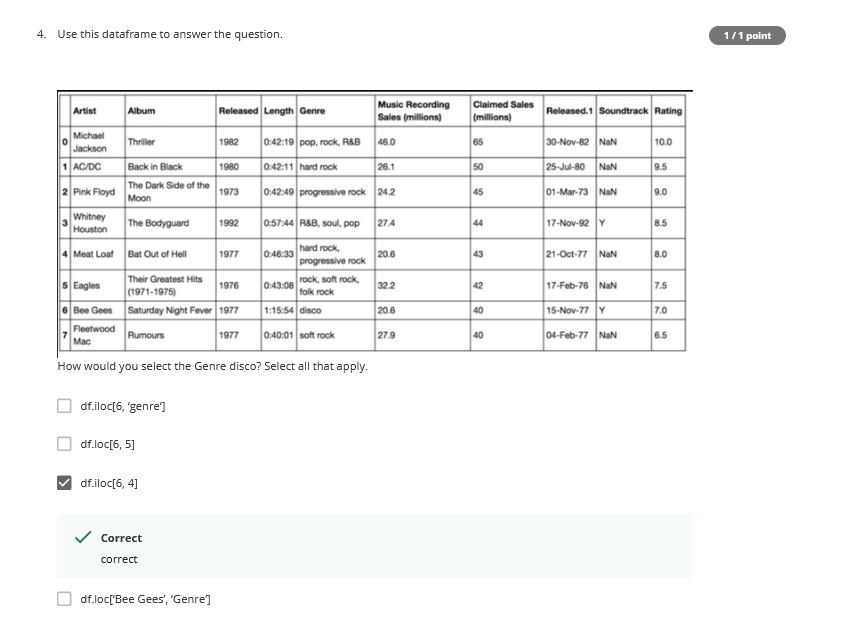 4. Use this dataframe to answer the question.
1 / 1 point
Artist Album Released Length Genre Music Recording Sales (millions) Claimed Sales (millions) Released.1 Soundtrack Rating
0 Michael Jackson Thriller 1982 0:42:19 pop, rock, R&B 46.0 65 30-Nov-82 NaN 10.0
1 AC/DC Back in Black 1980 0:42:11 hard rock 26.1 50 25-Jul-80 NaN 9.5
2 Pink Floyd The Dark Side of the Moon 1973 0:42:49 progressive rock 24.2 45 01-Mar-73 NaN 9.0
3 Whitney Houston The Bodyguard 1992 0:57:44 R&B, soul, pop 27.4 44 17-Nov-92 Y 8.5
4 Meat Loaf Bat Out of Hell 1977 0:46:33 hard rock, progressive rock 20.6 43 21-Oct-77 NaN 8.0
5 Eagles Their Greatest Hits (1971-1975) 1976 0:43:08 rock, soft rock, folk rock 32.2 42 17-Feb-76 NaN 7.5
6 Bee Gees Saturday Night Fever 1977 1:15:54 disco 20.6 40 15-Nov-77 Y 7.0
7 Fleetwood Mac Rumours 1977 0:40:01 soft rock 27.9 40 04-Feb-77 NaN 6.5
How would you select the Genre disco? Select all that apply.
df.iloc[6, ‘genre’]
df.loc[6, 5]
df.iloc[6, 4]
Correct
correct
df.loc[‘Bee Gees’, ‘Genre’]